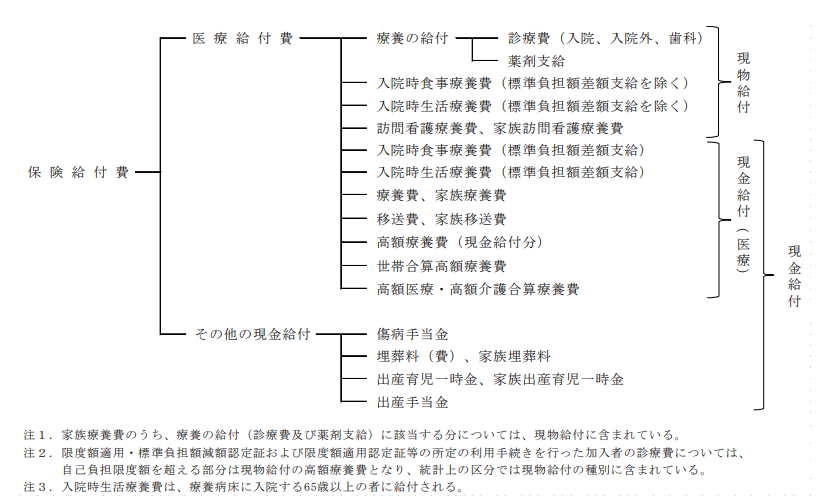 医療給付費
療養の給付
診療費（入院、入院外、歯科）
薬剤支給
入院時食事療養費（標準負担額差額支給を除く）
入院時生活療養費（標準負担額差額支給を除く）
訪問看護療養費、家族訪問看護療養費
現物給付
保険給付費
入院時食事療養費（標準負担額差額支給）
入院時生活療養費（標準負担額差額支給）
療養費、家族療養費
移送費、家族移送費
高額療養費（現金給付分）
世帯合算高額療養費
高額医療・高額介護合算療養費
現金給付（医療）
現金給付
その他の現金給付
傷病手当金
埋葬料（費）、家族埋葬料
出産育児一時金、家族出産育児一時金
出産手当金
注１．家族療養費のうち、療養の給付（診療費及び薬剤支給）に該当する分については、現物給付に含まれている。
注２．限度額適用・標準負担額減額認定証および限度額適用認定証等の所定の利用手続きを行った加入者の診療費については、
自己負担限度額を超える部分は現物給付の高額療養費となり、統計上の区分では現物給付の種別に含まれている。
注３．入院時生活療養費は、療養病床に入院する65歳以上の者に給付される。